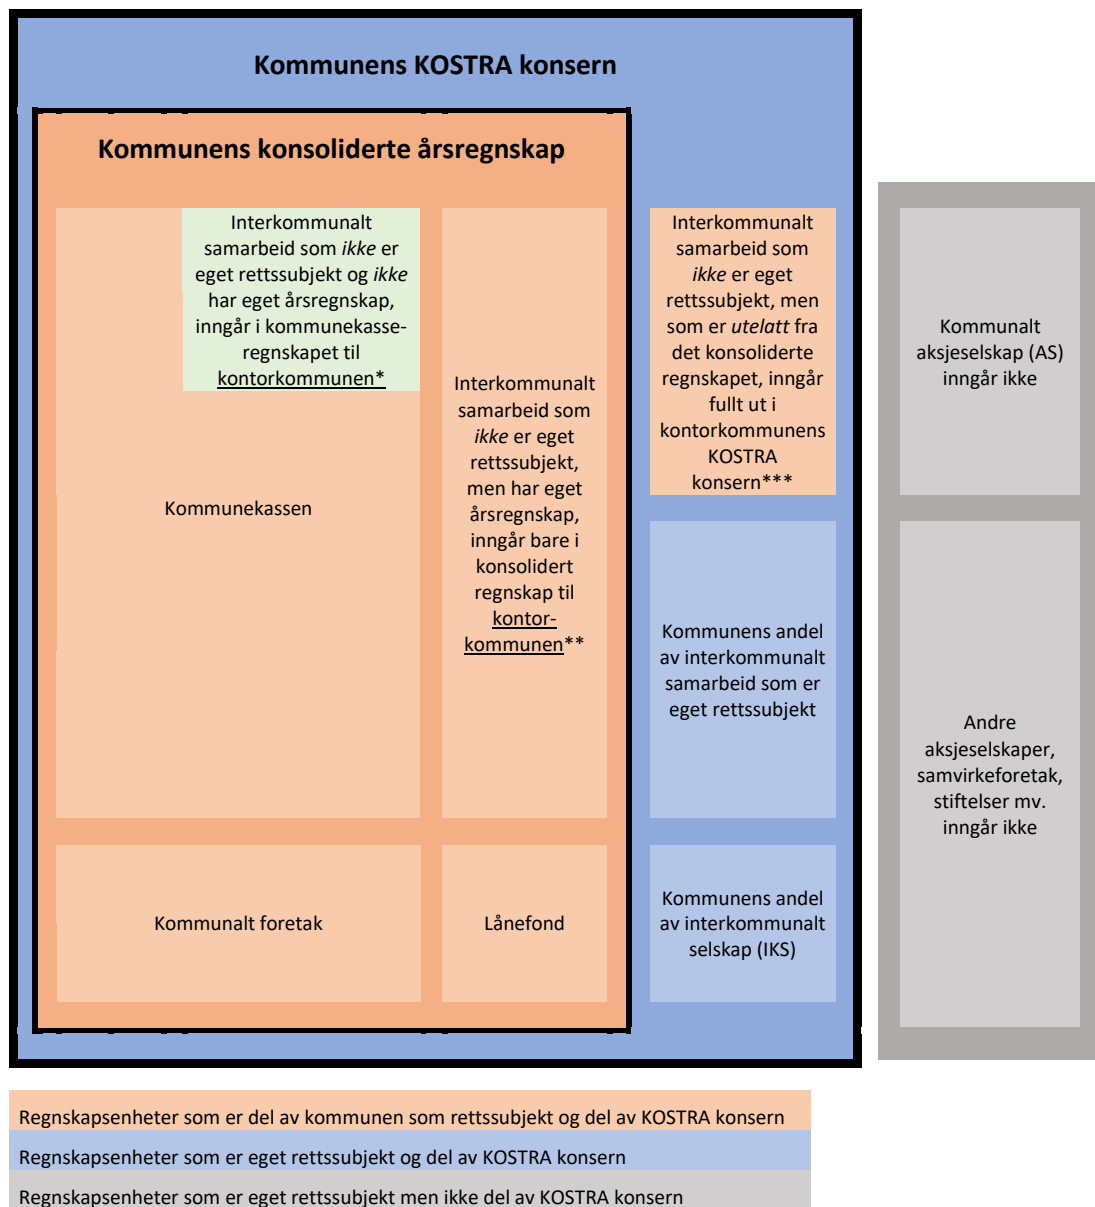 Kommunens KOSTRA konsern
Kommunens konsoliderte årsregnskap
Interkommunalt
samarbeid som ikke er
eget rettssubjekt og ikke
har eget årsregnskap,
inngår i kommunekasse-
regnskapet til
kontorkommunen*
Kommunekassen
Interkommunalt
samarbeid som
ikke er eget
rettssubjekt,
men har eget
årsregnskap,
inngår bare i
konsolidert
regnskap til
kontor-
kommunen**
Interkommunalt
samarbeid som
ikke er eget
rettssubjekt, men
som er utelatt fra
det konsoliderte
regnskapet, inngår
fullt ut i
kontorkommunens
KOSTRA
konsern***
Kommunens andel
av interkommunalt
samarbeid som er
eget rettssubjekt
Kommunalt foretak
Lånefond
Kommunens andel
av interkommunalt
selskap (IKS)
Kommunalt
aksjeselskap (AS)
inngår ikke
Andre
aksjeselskaper,
samvirkeforetak,
stiftelser mv.
inngår ikke
Regnskapsenheter som er del av kommunen som rettssubjekt og del av KOSTRA konsern
Regnskapsenheter som er eget rettssubjekt og del av KOSTRA konsern
Regnskapsenheter som er eget rettssubjekt men ikke del av KOSTRA konsern